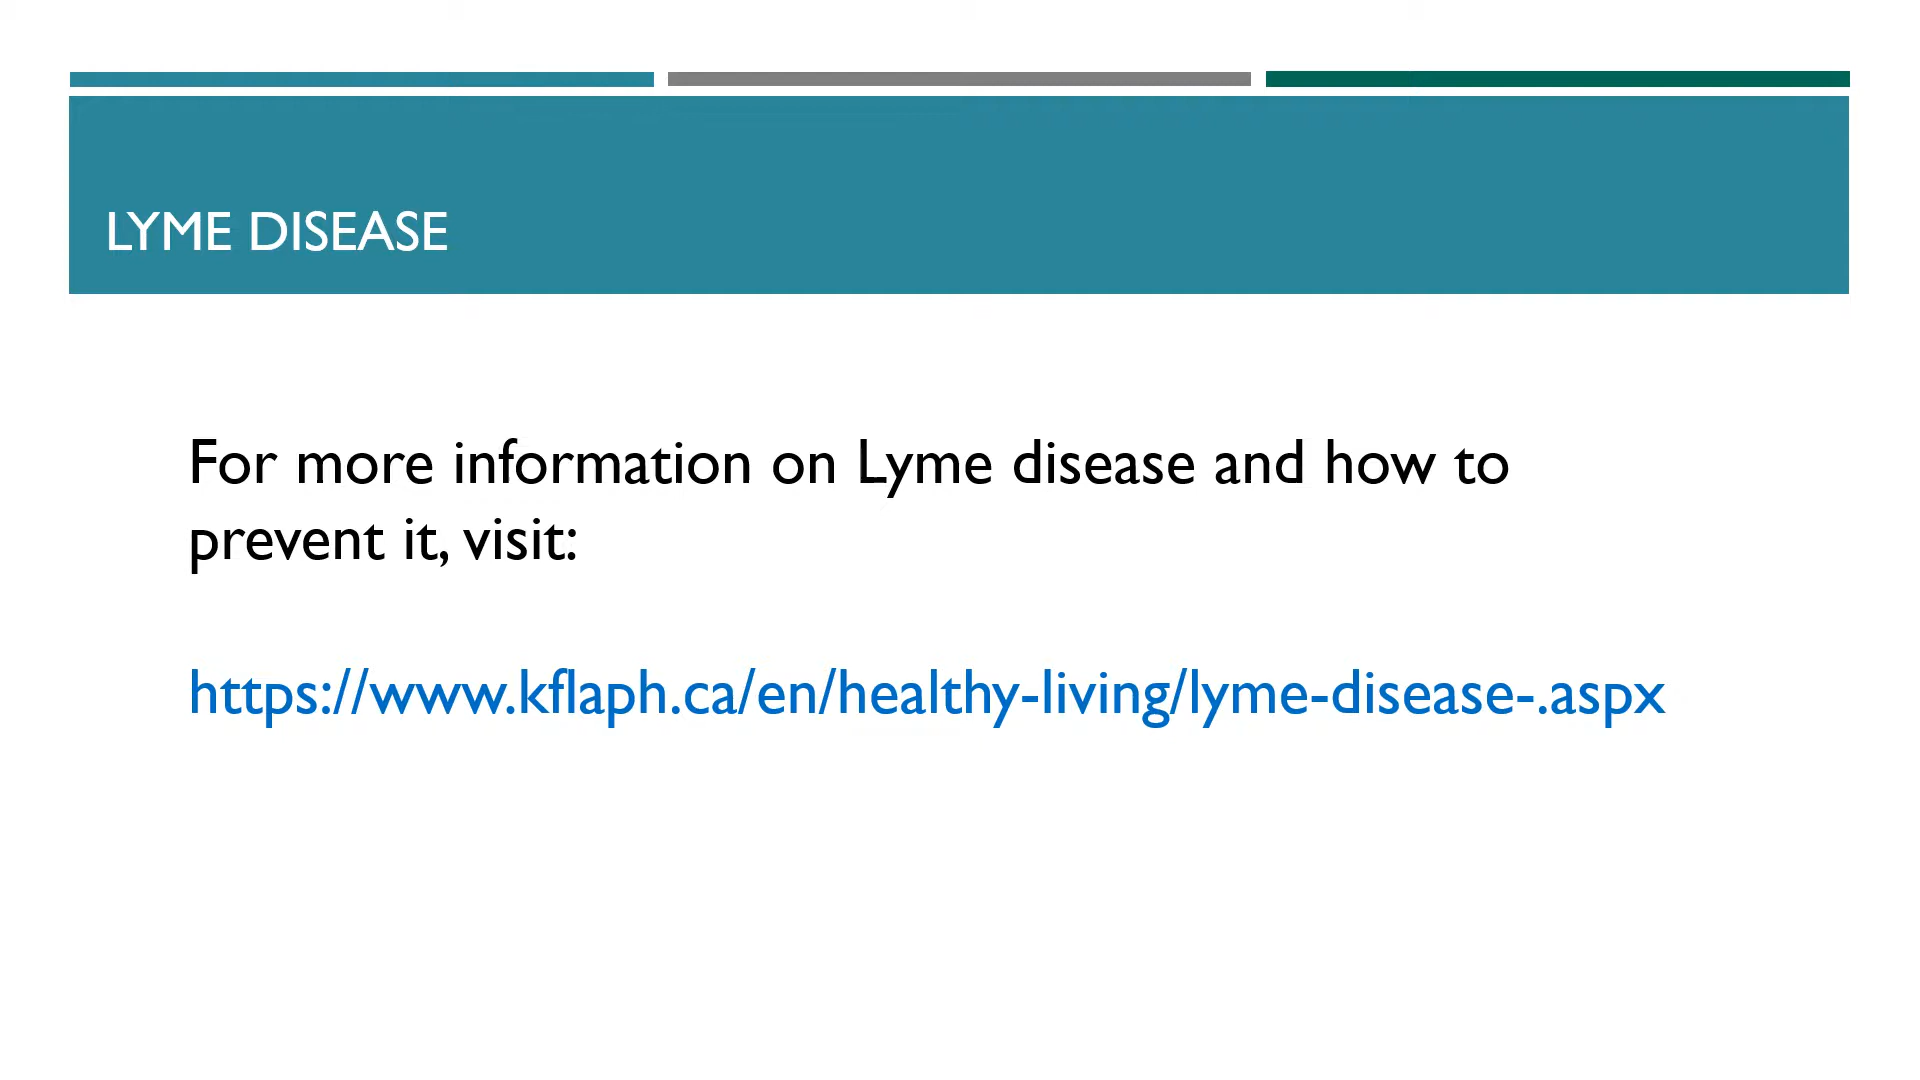 LYME DISEASE
For more information on Lyme disease and how to
prevent it, visit:
https://www.kflaph.ca/en/healthy-living/lyme-disease-.aspx